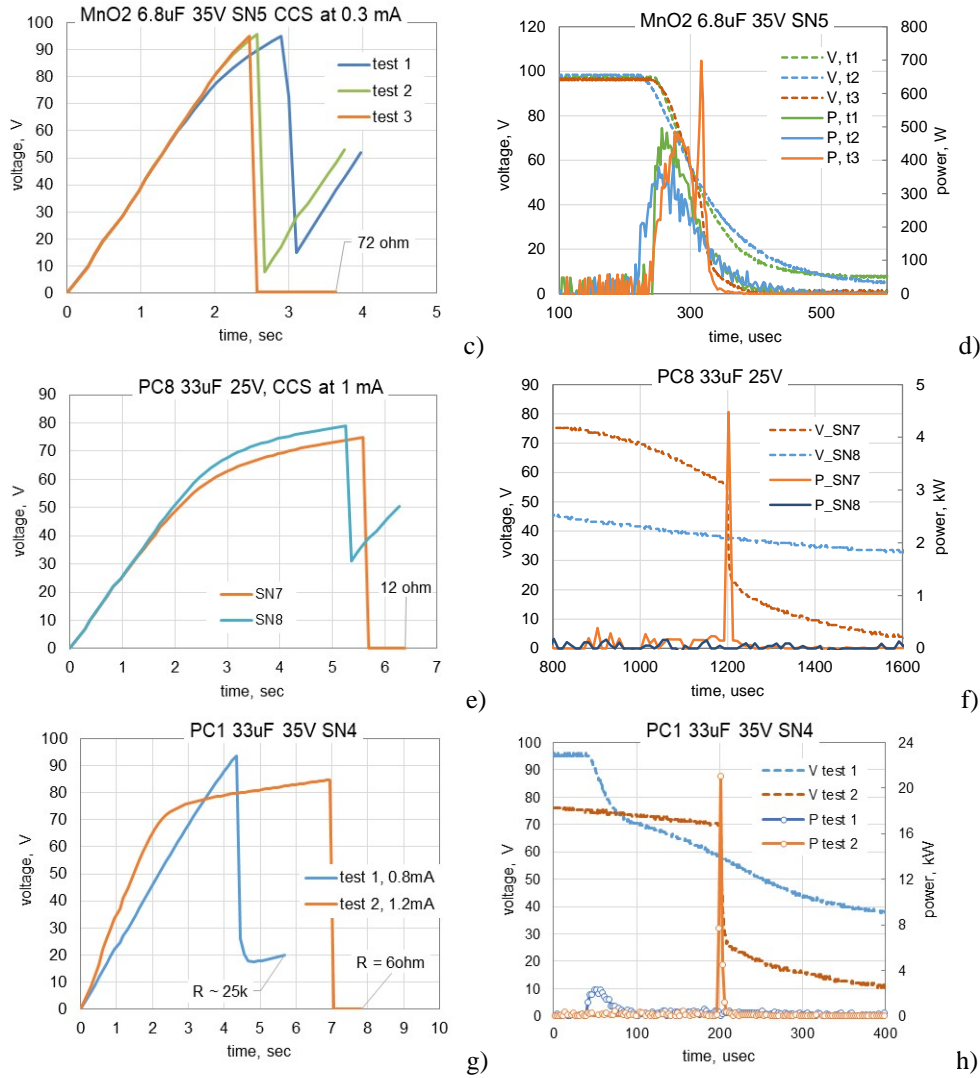 MnO2 6.8uF 35V SN5 CCS at 0.3 mA
100
90
80
70
60
50
40
30
20
10
0
voltage, V
test 1
test 2
test 3
72 ohm
0 1 2 3 4 5
time, sec
c)
MnO2 6.8uF 35V SN5
120
100
80
60
40
20
0
voltage, V
V, t1
V, t2
V, t3
P, t1
P, t2
P, t3
800
700
600
500
400
300
200
100
0
power, W
100 300 500
time, usec
d)
PC8 33uF 25V, CCS at 1 mA
90
80
70
60
50
40
30
20
10
0
voltage, V
SN7
SN8
12 ohm
0 1 2 3 4 5 6 7
time, sec
e)
PC8 33uF 25V
90
80
70
60
50
40
30
20
10
0
voltage, V
V_SN7
V_SN8
P_SN7
P_SN8
5
4
3
2
1
0
power, kW
800 1000 1200 1400 1600
time, usec
f)
PC1 33uF 35V SN4
100
90
80
70
60
50
40
30
20
10
0
voltage, V
test 1, 0.8mA
test 2, 1.2mA
R ~ 25k
R = 6ohm
0 1 2 3 4 5 6 7 8 9 10
time, sec
g)
PC1 33uF 35V SN4
100
90
80
70
60
50
40
30
20
10
0
voltage, V
V test 1
V test 2
P test 1
P test 2
24
20
16
12
8
4
0
power, kW
0 100 200 300 400
time, usec
h)